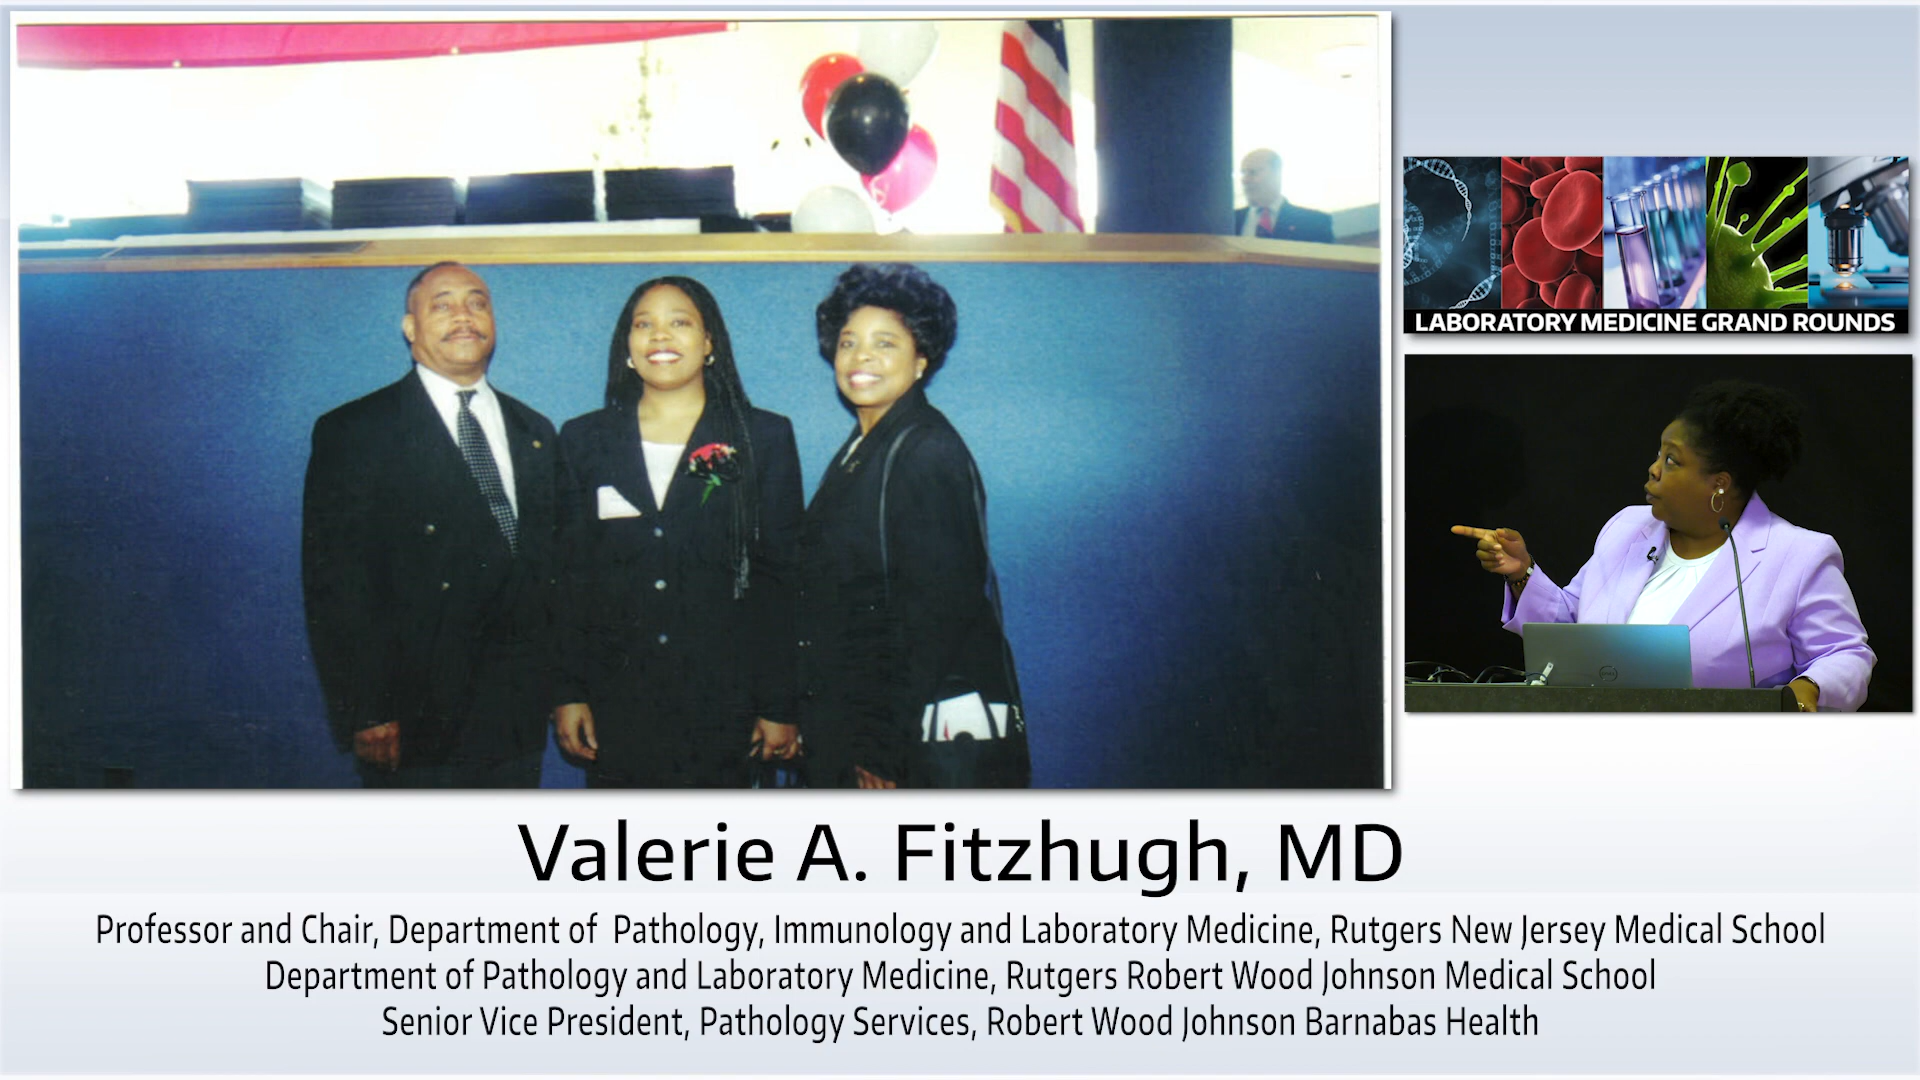 LABORATORY MEDICINE GRAND ROUNDS
Valerie A. Fitzhugh, MD
Professor and Chair, Department of Pathology, Immunology and Laboratory Medicine, Rutgers New Jersey Medical School
Department of Pathology and Laboratory Medicine, Rutgers Robert Wood Johnson Medical School
Senior Vice President, Pathology Services, Robert Wood Johnson Barnabas Health